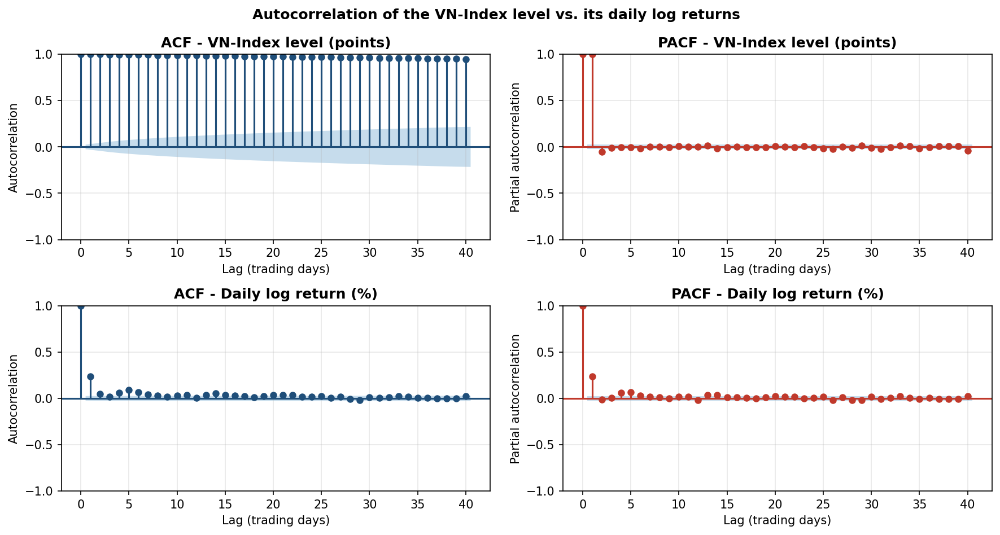 Autocorrelation of the VN-Index level vs. its daily log returns
ACF - VN-Index level (points)
1.0
0.5
0.0
−0.5
−1.0
Autocorrelation
0 5 10 15 20 25 30 35 40
Lag (trading days)
PACF - VN-Index level (points)
1.0
0.5
0.0
−0.5
−1.0
Partial autocorrelation
0 5 10 15 20 25 30 35 40
Lag (trading days)
ACF - Daily log return (%)
1.0
0.5
0.0
−0.5
−1.0
Autocorrelation
0 5 10 15 20 25 30 35 40
Lag (trading days)
PACF - Daily log return (%)
1.0
0.5
0.0
−0.5
−1.0
Partial autocorrelation
0 5 10 15 20 25 30 35 40
Lag (trading days)